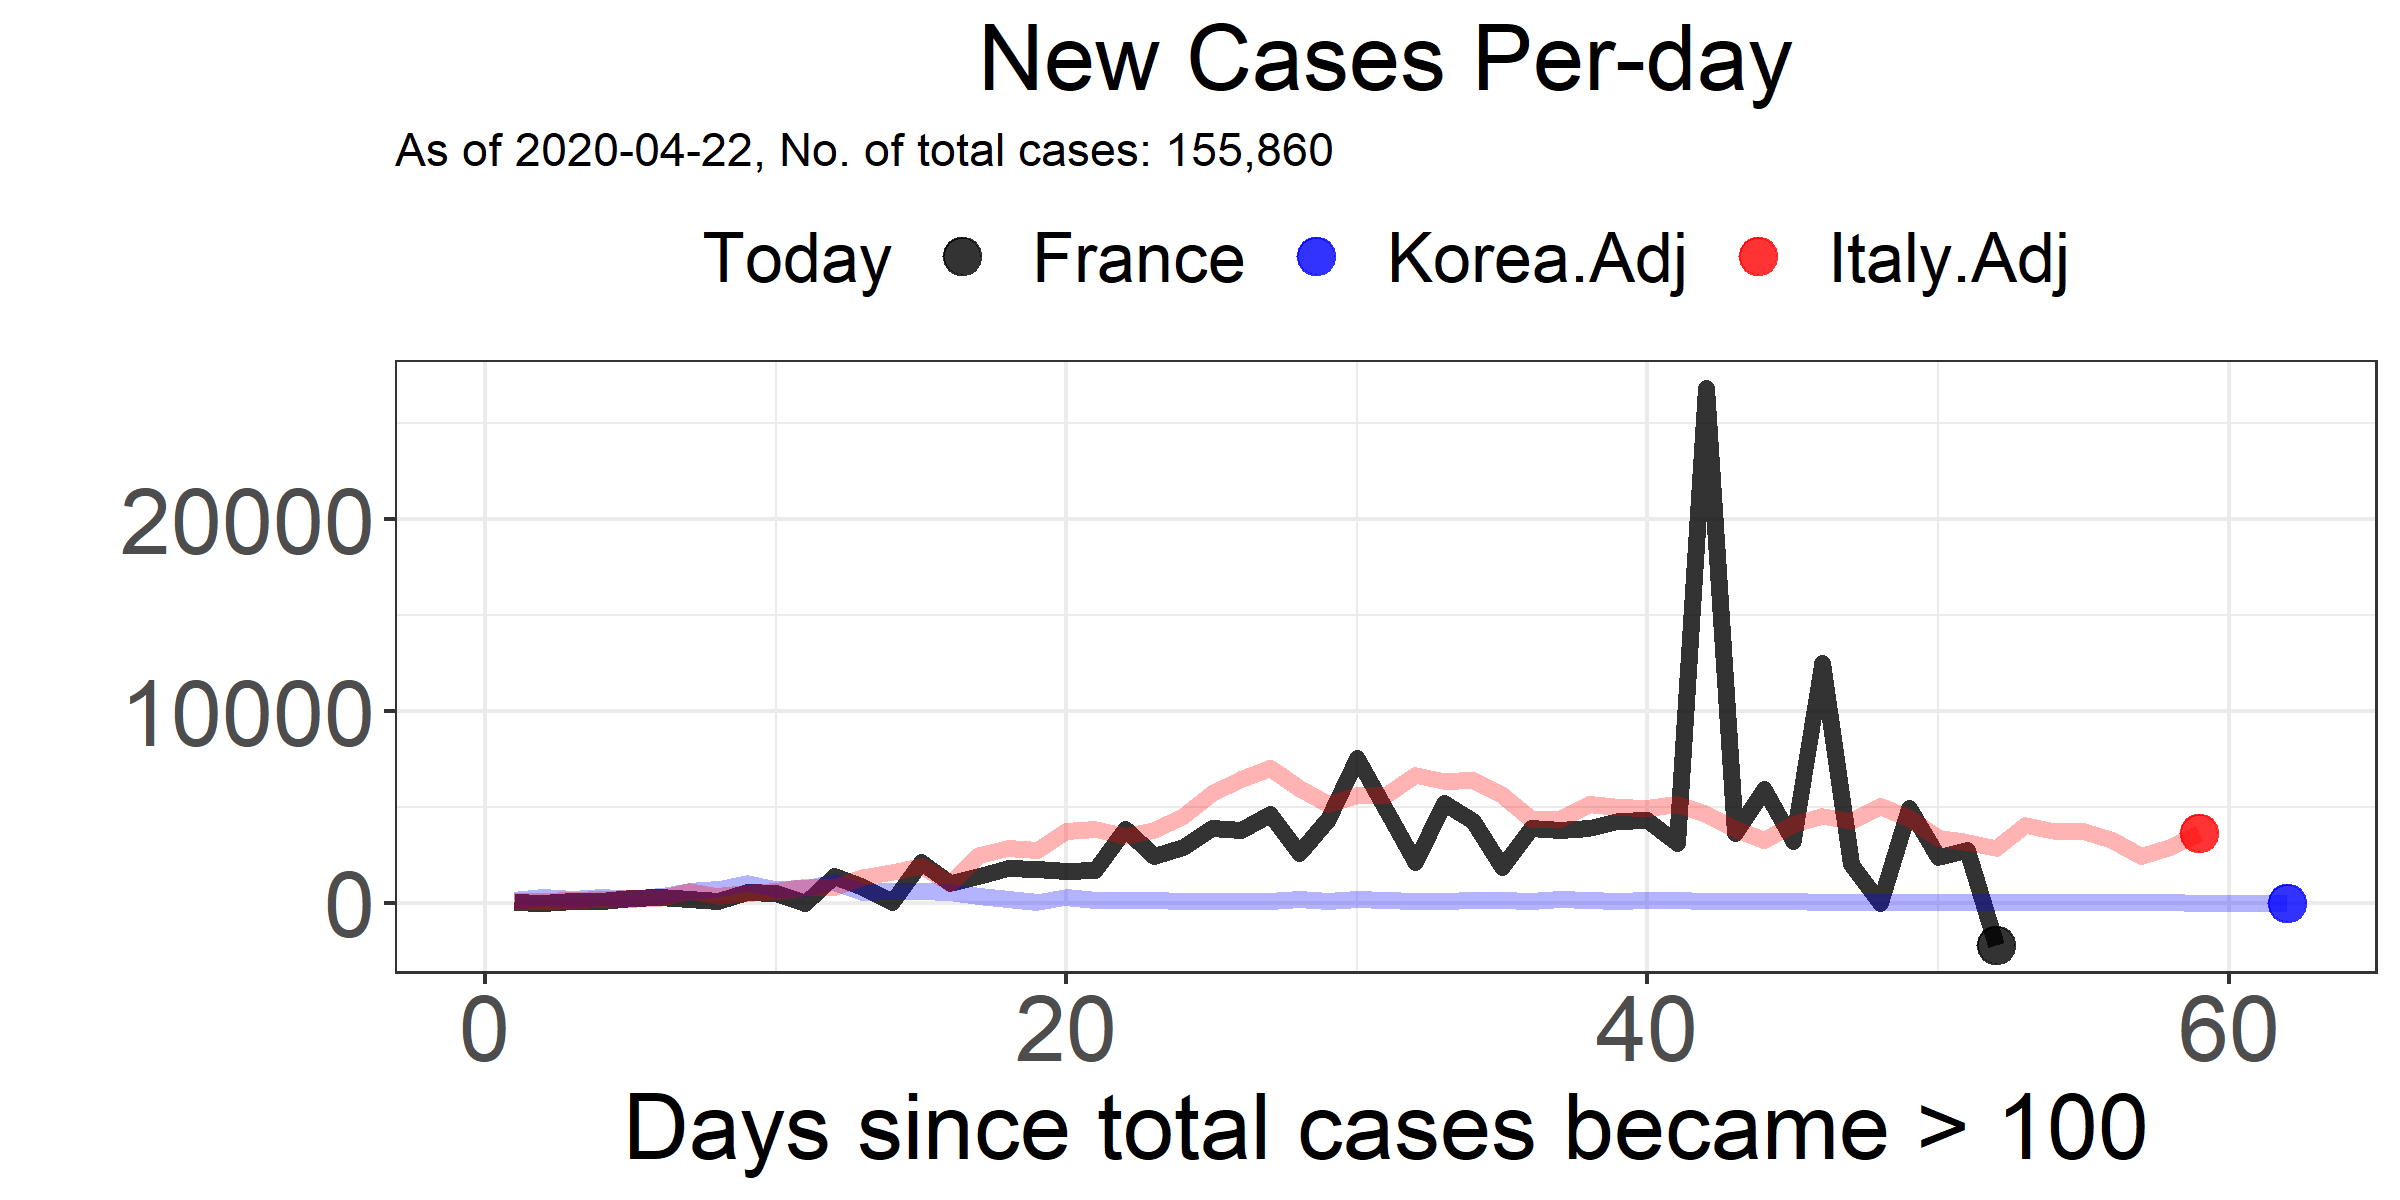 New Cases Per-day
As of 2020-04-22, No. of total cases: 155,860
Today France Korea.Adj Italy.Adj
20000
10000
0
0 20 40 60
Days since total cases became > 100